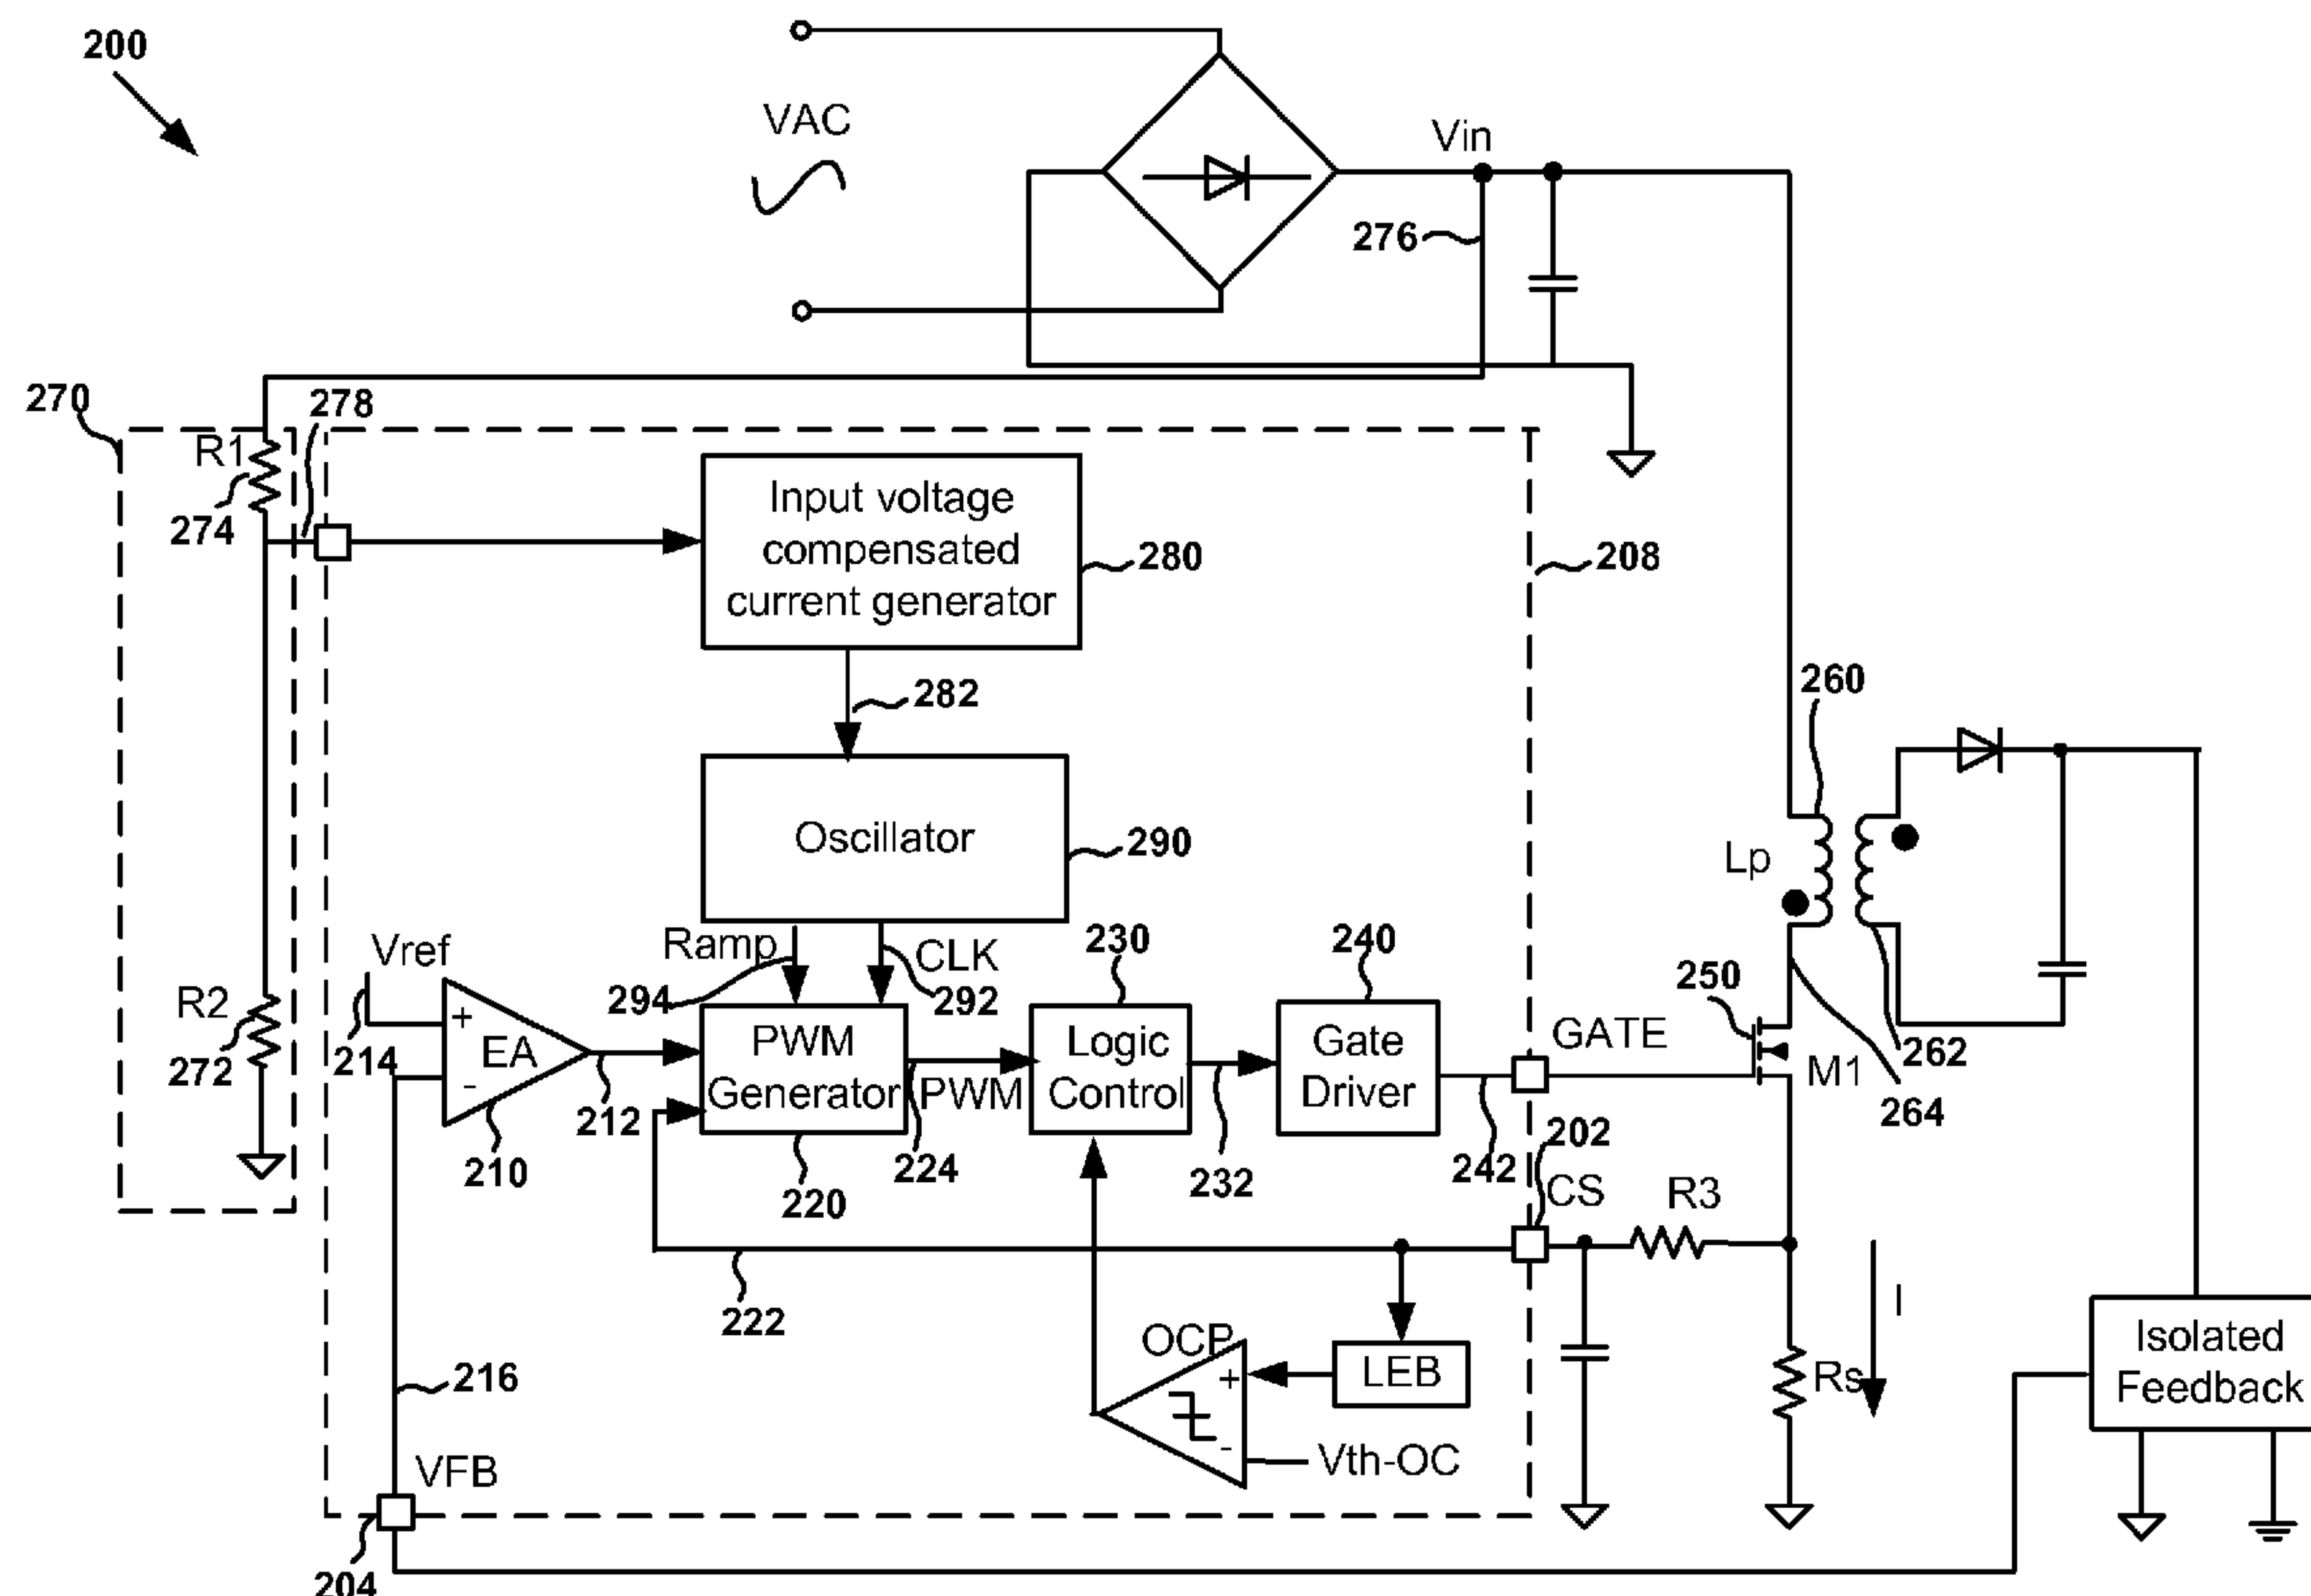 200
VAC
Vin
276
270
278
R1
274
Input voltage
compensated
current generator
280
208
282
260
Oscillator
290
Lp
Vref
Ramp
CLK
294
292
230
240
250
R2
272
214
+
EA
-
210
212
PWM
Generator
220
PWM
224
Logic
Control
232
Gate
Driver
242
GATE
M1
262
264
202
CS
R3
222
OCP
+
-
LEB
Vth-OC
I
Rs
Isolated
Feedback
216
VFB
204